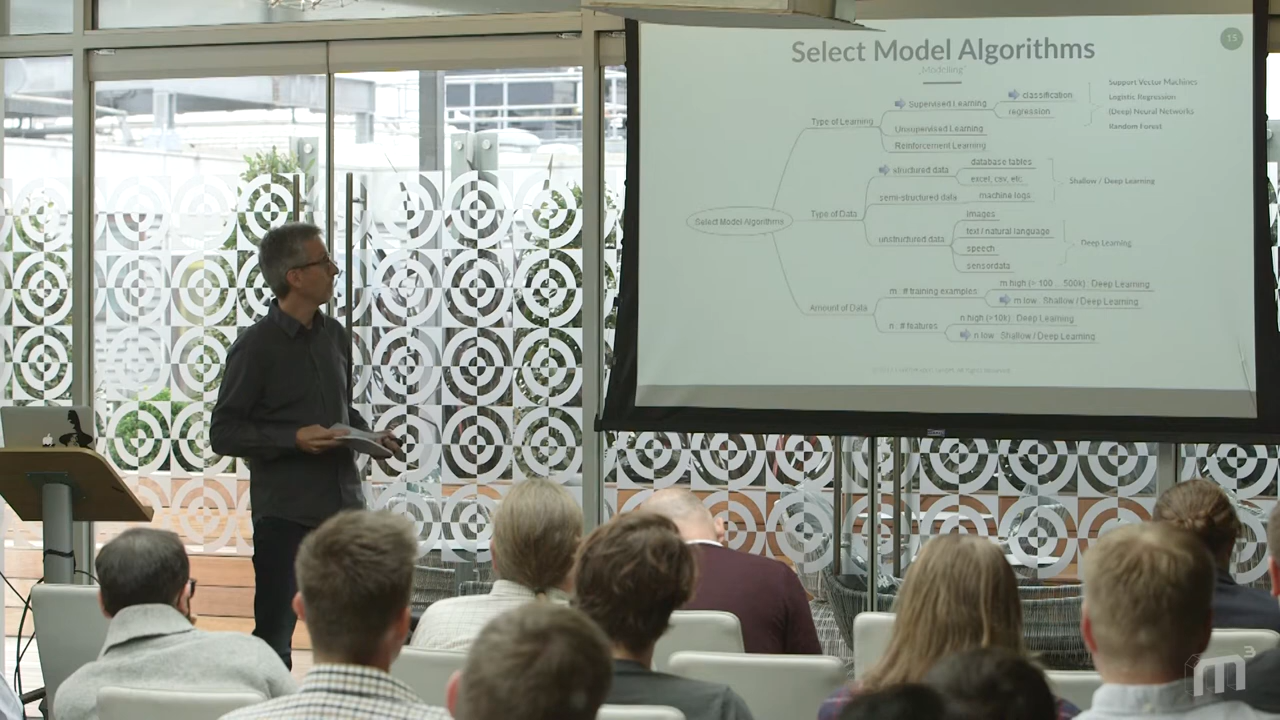 Select Model Algorithms
15
"Modelling"
Support Vector Machines
Supervised Learning
classification
Logistic Regression
regression
(Deep) Neural Networks
Type of Learning
Unsupervised Learning
Random Forest
Reinforcement Learning
database tables
structured data
excel, csv, etc.
Shallow / Deep Learning
semi-structured data
machine logs
Select Model Algorithms
Type of Data
images
text / natural language
unstructured data
speech
Deep Learning
sensordata
m : # training examples
m high (> 100 ... 500k) : Deep Learning
m low : Shallow / Deep Learning
Amount of Data
n : # features
n high (>10k) : Deep Learning
n low : Shallow / Deep Learning
All rights Reserved
m3